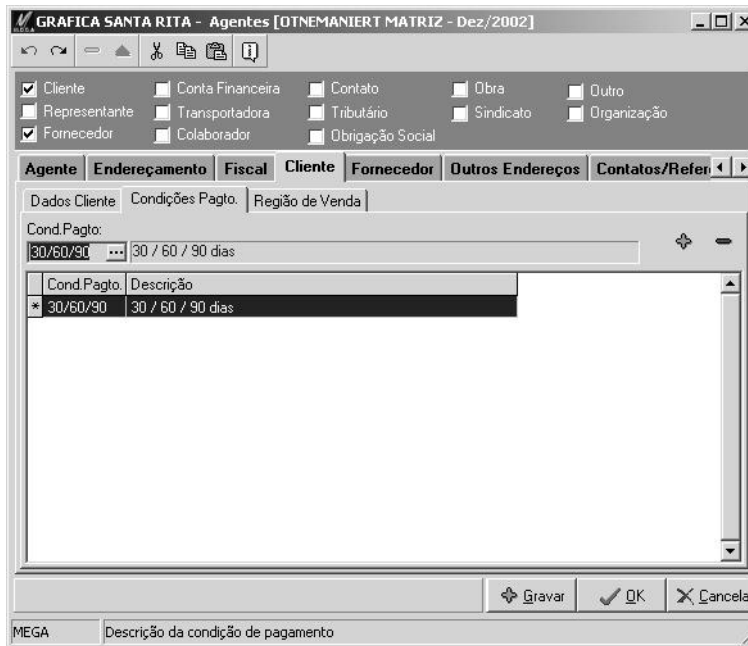 GRAFICA SANTA RITA - Agentes [OTNEMANIERT MATRIZ - Dez/2002]
Cliente Conta Financeira Contato Obra Outro
Representante Transportadora Tributário Sindicato Organização
Fornecedor Colaborador Obrigação Social
Agente Endereçamento Fiscal Cliente Fornecedor Outros Endereços Contatos/Refer
Dados Cliente Condições Pagto. Região de Venda
Cond.Pagto:
30/60/90 ... 30 / 60 / 90 dias
Cond.Pagto. Descrição
* 30/60/90 30 / 60 / 90 dias
Gravar OK Cancela
MEGA Descrição da condição de pagamento